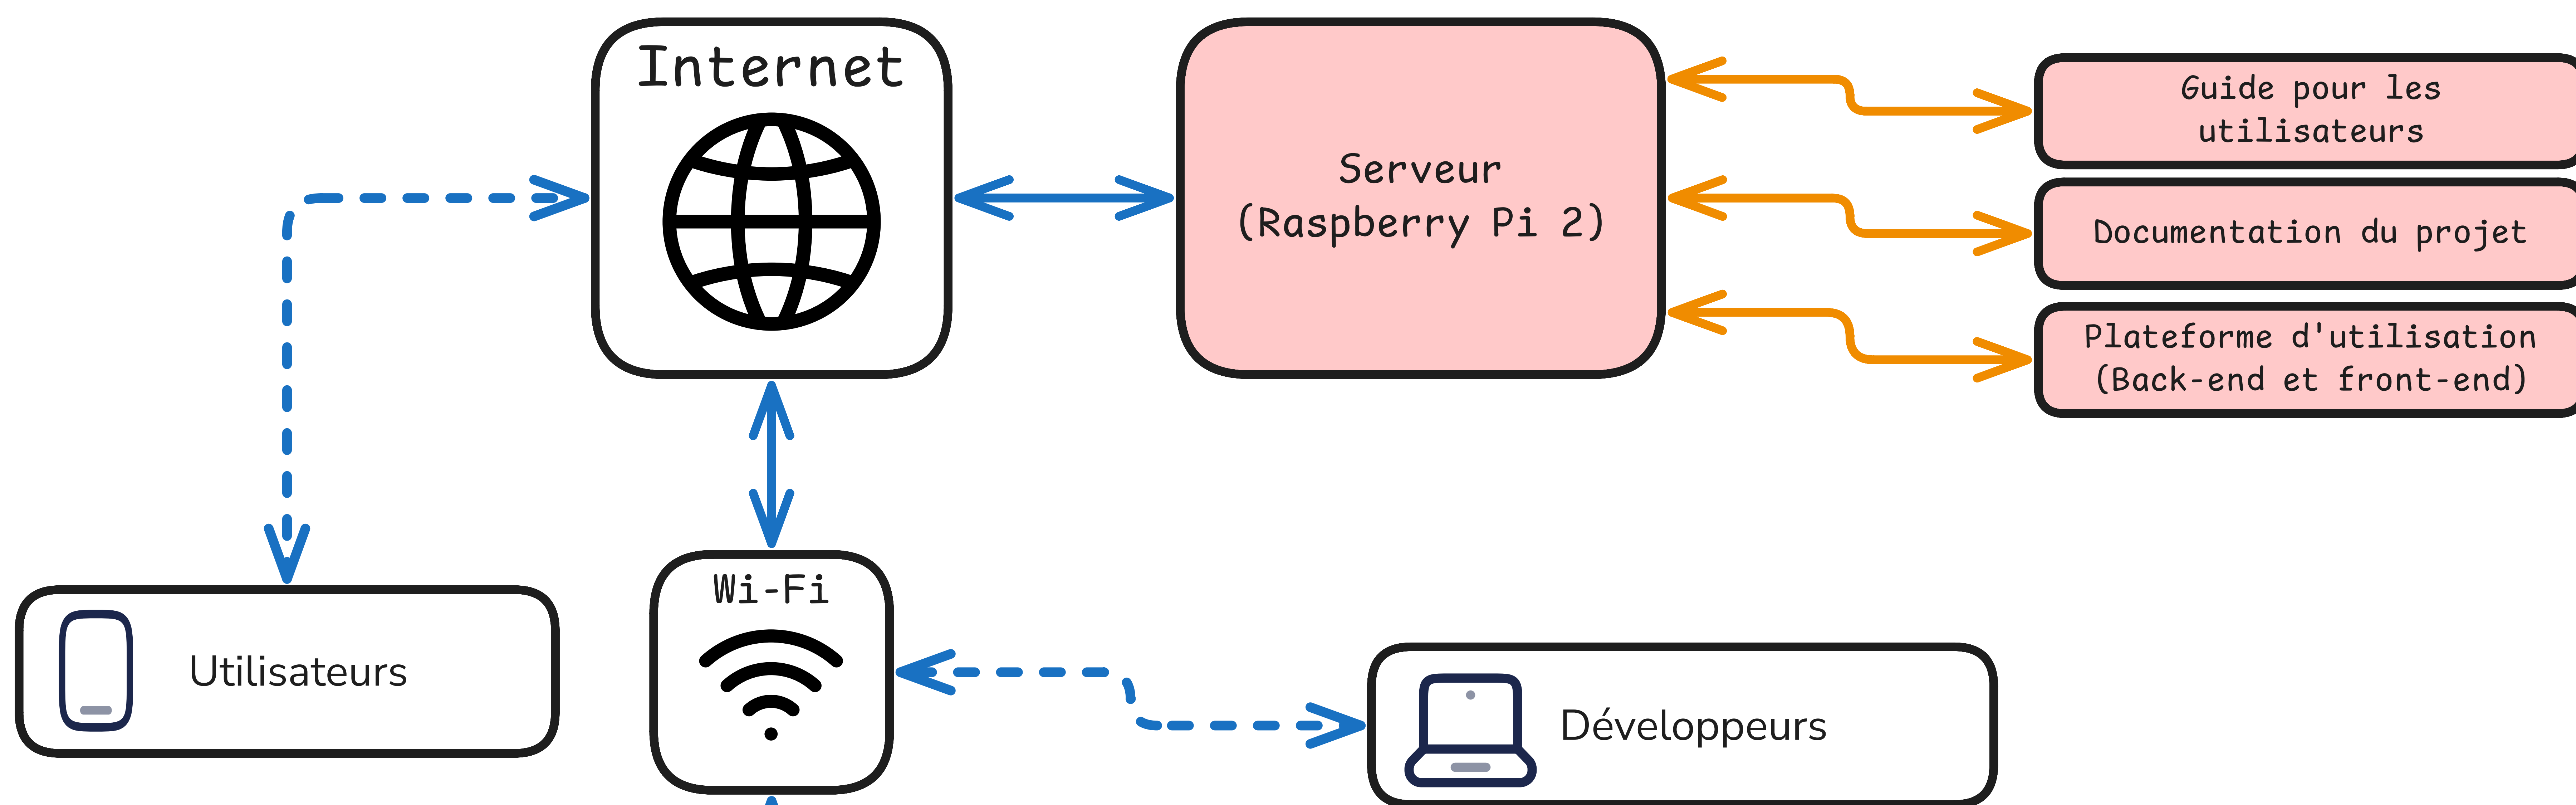 Internet
Serveur
(Raspberry Pi 2)
Guide pour les
utilisateurs
Documentation du projet
Plateforme d'utilisation
(Back-end et front-end)
Wi-Fi
Utilisateurs
Développeurs